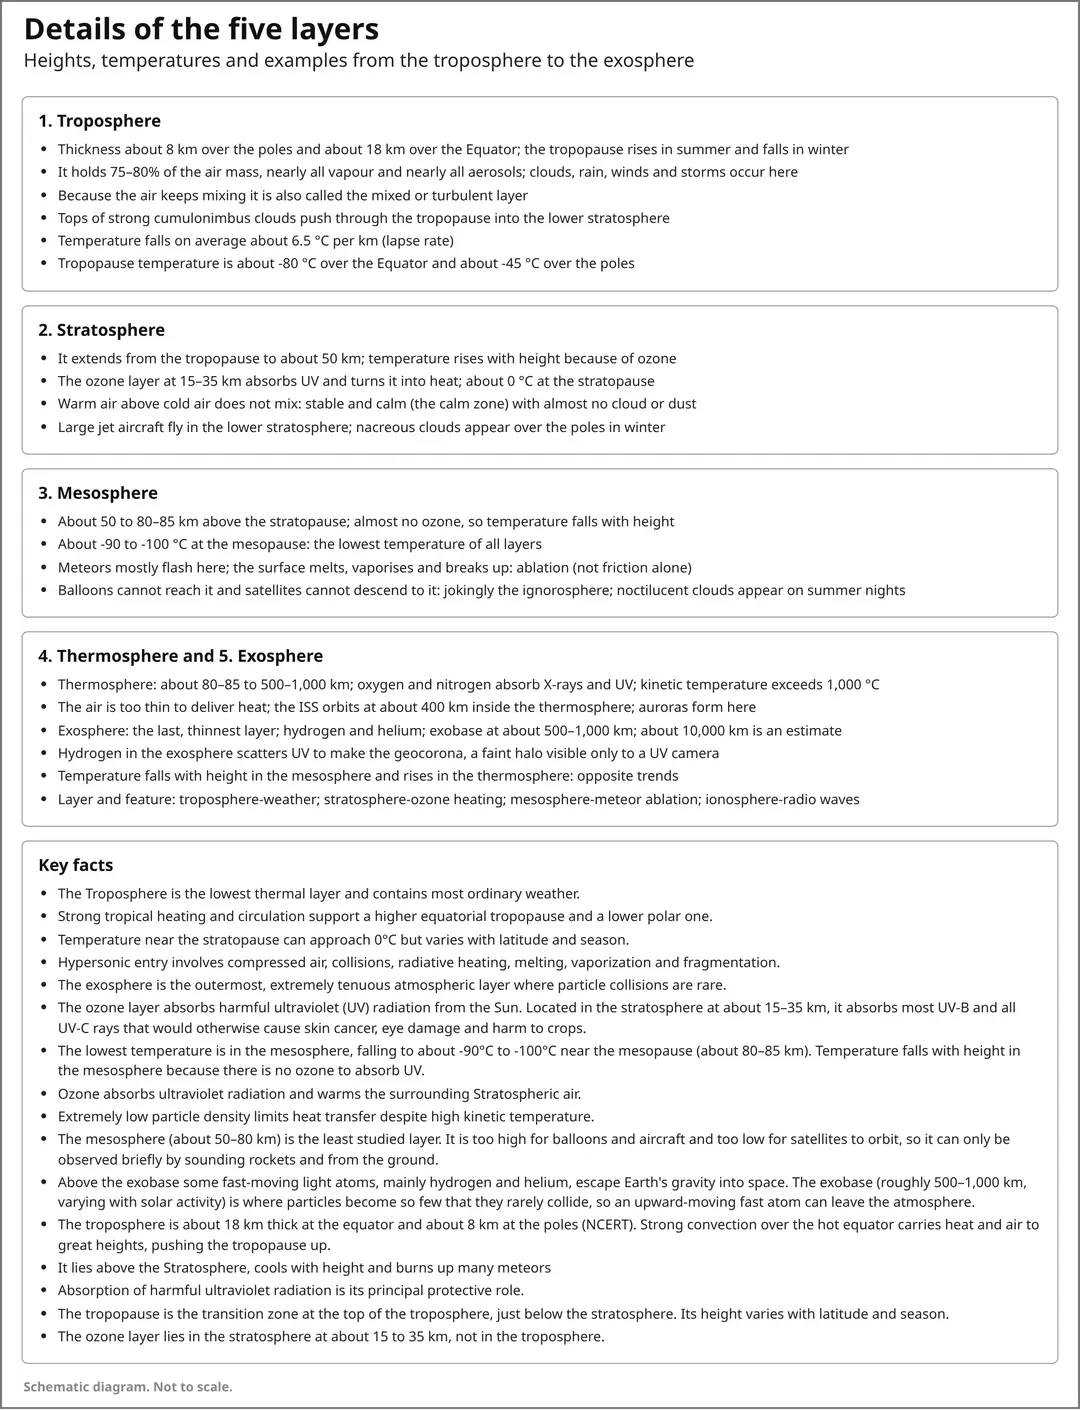 Details of the five layers
Heights, temperatures and examples from the troposphere to the exosphere
1. Troposphere
• Thickness about 8 km over the poles and about 18 km over the Equator; the tropopause rises in summer and falls in winter
• It holds 75–80% of the air mass, nearly all vapour and nearly all aerosols; clouds, rain, winds and storms occur here
• Because the air keeps mixing it is also called the mixed or turbulent layer
• Tops of strong cumulonimbus clouds push through the tropopause into the lower stratosphere
• Temperature falls on average about 6.5 °C per km (lapse rate)
• Tropopause temperature is about -80 °C over the Equator and about -45 °C over the poles
2. Stratosphere
• It extends from the tropopause to about 50 km; temperature rises with height because of ozone
• The ozone layer at 15–35 km absorbs UV and turns it into heat; about 0 °C at the stratopause
• Warm air above cold air does not mix: stable and calm (the calm zone) with almost no cloud or dust
• Large jet aircraft fly in the lower stratosphere; nacreous clouds appear over the poles in winter
3. Mesosphere
• About 50 to 80–85 km above the stratopause; almost no ozone, so temperature falls with height
• About -90 to -100 °C at the mesopause: the lowest temperature of all layers
• Meteors mostly flash here; the surface melts, vaporises and breaks up: ablation (not friction alone)
• Balloons cannot reach it and satellites cannot descend to it: jokingly the ignorosphere; noctilucent clouds appear on summer nights
4. Thermosphere and 5. Exosphere
• Thermosphere: about 80–85 to 500–1,000 km; oxygen and nitrogen absorb X-rays and UV; kinetic temperature exceeds 1,000 °C
• The air is too thin to deliver heat; the ISS orbits at about 400 km inside the thermosphere; auroras form here
• Exosphere: the last, thinnest layer; hydrogen and helium; exobase at about 500–1,000 km; about 10,000 km is an estimate
• Hydrogen in the exosphere scatters UV to make the geocorona, a faint halo visible only to a UV camera
• Temperature falls with height in the mesosphere and rises in the thermosphere: opposite trends
• Layer and feature: troposphere-weather; stratosphere-ozone heating; mesosphere-meteor ablation; ionosphere-radio waves
Key facts
• The Troposphere is the lowest thermal layer and contains most ordinary weather.
• Strong tropical heating and circulation support a higher equatorial tropopause and a lower polar one.
• Temperature near the stratopause can approach 0°C but varies with latitude and season.
• Hypersonic entry involves compressed air, collisions, radiative heating, melting, vaporization and fragmentation.
• The exosphere is the outermost, extremely tenuous atmospheric layer where particle collisions are rare.
• The ozone layer absorbs harmful ultraviolet (UV) radiation from the Sun. Located in the stratosphere at about 15–35 km, it absorbs most UV-B and all
UV-C rays that would otherwise cause skin cancer, eye damage and harm to crops.
• The lowest temperature is in the mesosphere, falling to about -90°C to -100°C near the mesopause (about 80–85 km). Temperature falls with height in
the mesosphere because there is no ozone to absorb UV.
• Ozone absorbs ultraviolet radiation and warms the surrounding Stratospheric air.
• Extremely low particle density limits heat transfer despite high kinetic temperature.
• The mesosphere (about 50–80 km) is the least studied layer. It is too high for balloons and aircraft and too low for satellites to orbit, so it can only be
observed briefly by sounding rockets and from the ground.
• Above the exobase some fast-moving light atoms, mainly hydrogen and helium, escape Earth's gravity into space. The exobase (roughly 500–1,000 km,
varying with solar activity) is where particles become so few that they rarely collide, so an upward-moving fast atom can leave the atmosphere.
• The troposphere is about 18 km thick at the equator and about 8 km at the poles (NCERT). Strong convection over the hot equator carries heat and air to
great heights, pushing the tropopause up.
• It lies above the Stratosphere, cools with height and burns up many meteors
• Absorption of harmful ultraviolet radiation is its principal protective role.
• The tropopause is the transition zone at the top of the troposphere, just below the stratosphere. Its height varies with latitude and season.
• The ozone layer lies in the stratosphere at about 15 to 35 km, not in the troposphere.
Schematic diagram. Not to scale.